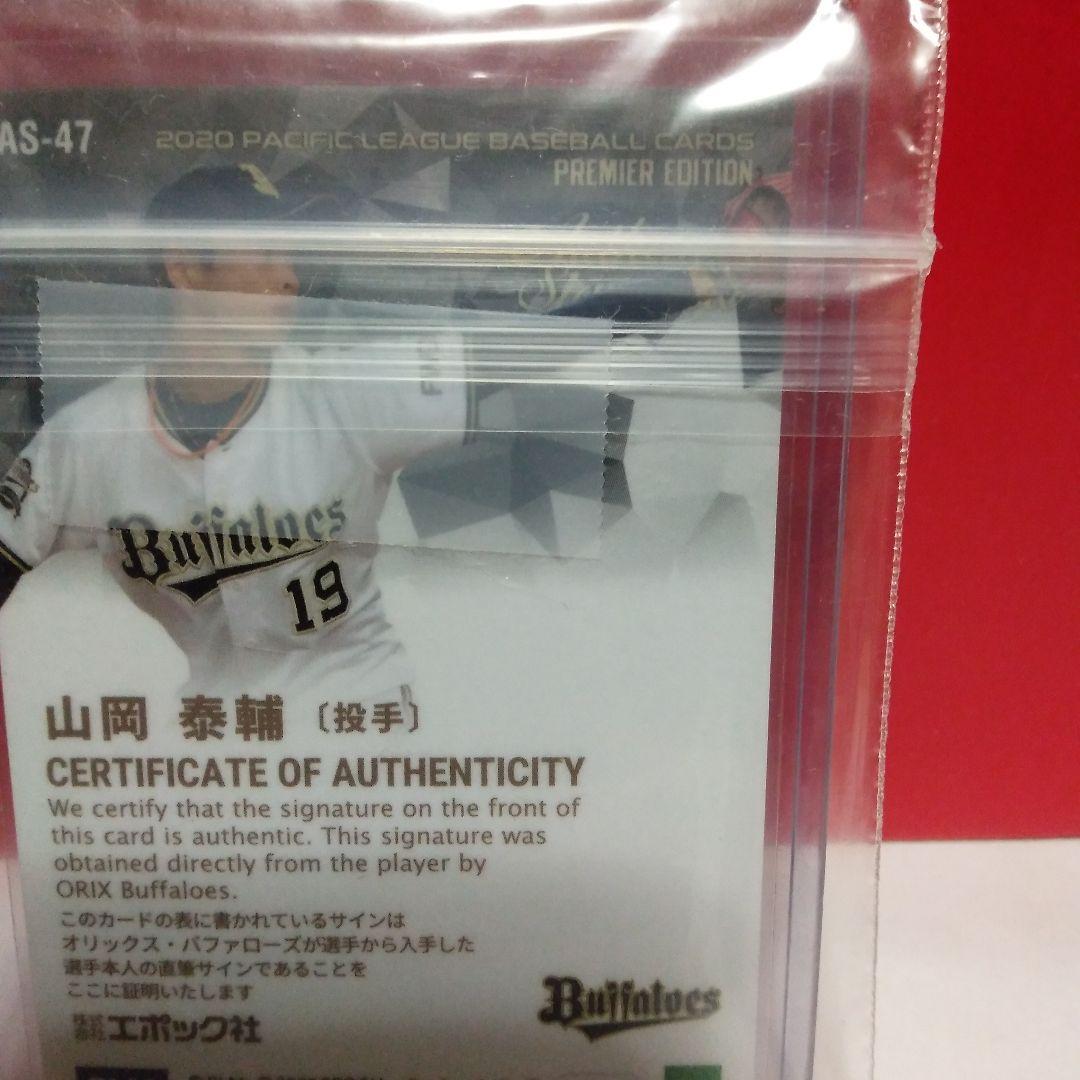 AS-47
2020 PACIFIC LEAGUE BASEBALL CARDS
PREMIER EDITION
Buffaloes
19
山岡 泰輔〔投手〕
CERTIFICATE OF AUTHENTICITY
We certify that the signature on the front of
this card is authentic. This signature was
obtained directly from the player by
ORIX Buffaloes.
このカードの表に書かれているサインは
オリックス・バファローズが選手から入手した
選手本人の直筆サインであることを
ここに証明いたします
株式会社エポック社
Buffaloes